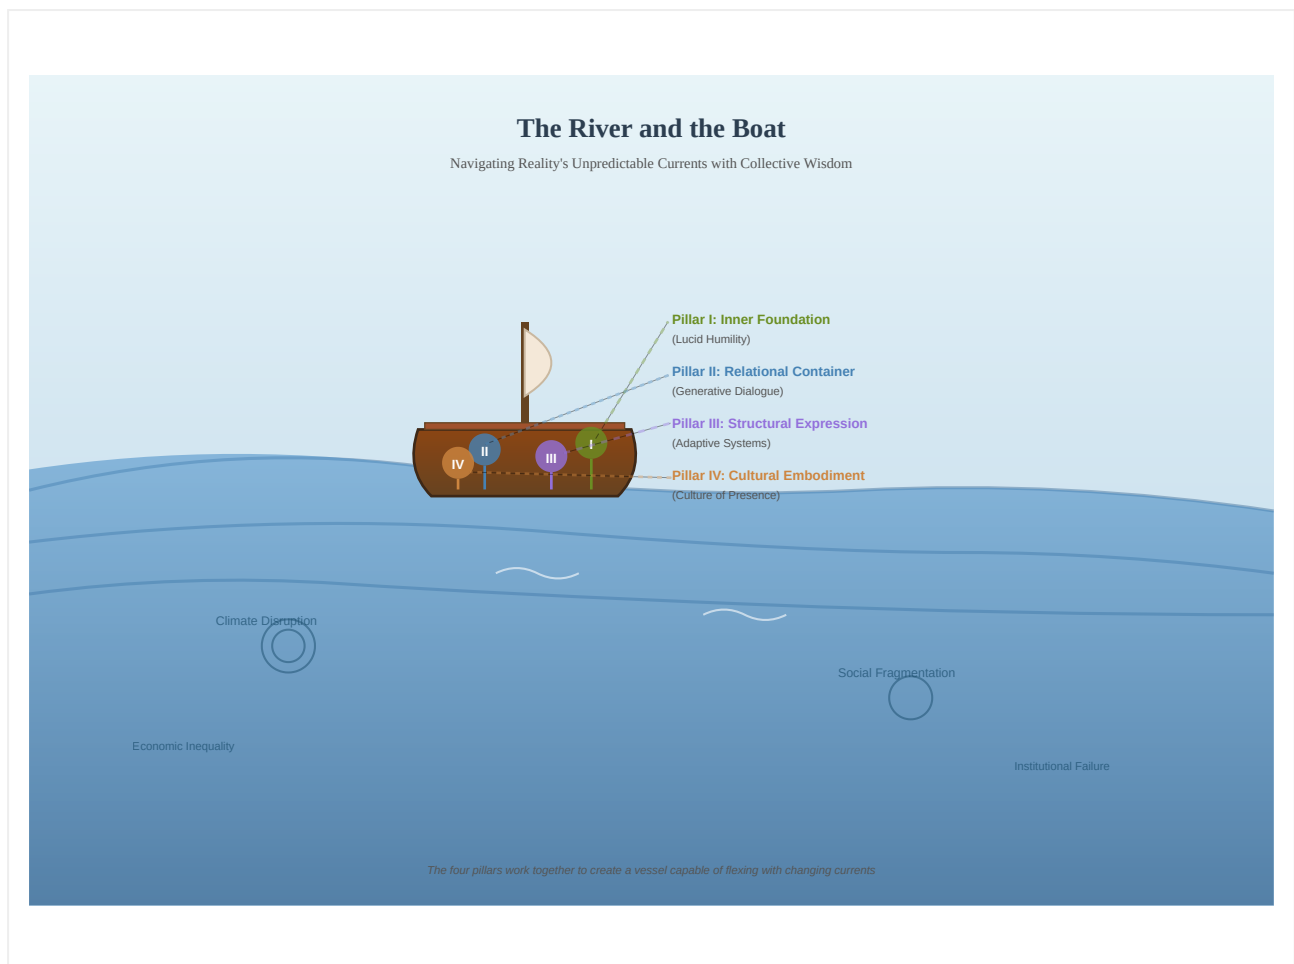 The River and the Boat
Navigating Reality's Unpredictable Currents with Collective Wisdom
Pillar I: Inner Foundation
(Lucid Humility)
Pillar II: Relational Container
(Generative Dialogue)
Pillar III: Structural Expression
(Adaptive Systems)
Pillar IV: Cultural Embodiment
(Culture of Presence)
I
II
III
IV
Climate Disruption
Social Fragmentation
Economic Inequality
Institutional Failure
The four pillars work together to create a vessel capable of flexing with changing currents